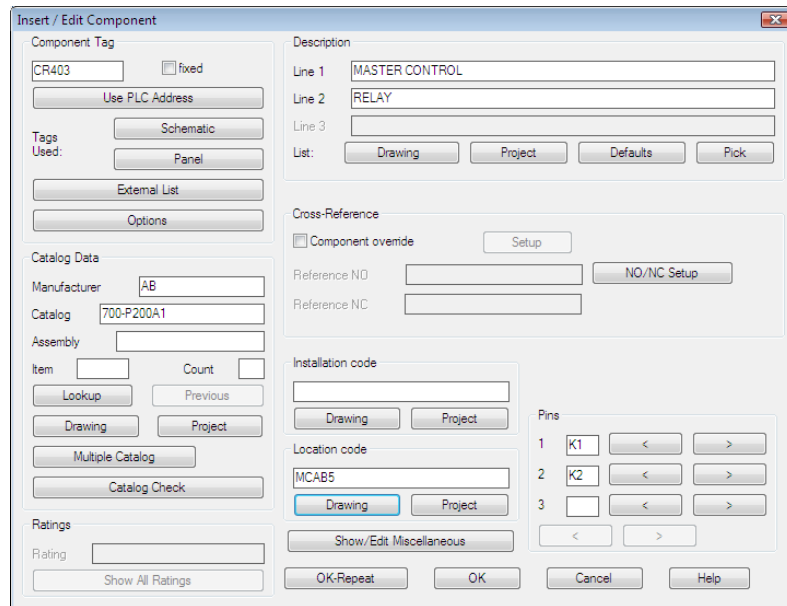 Insert / Edit Component
Component Tag
CR403
fixed
Use PLC Address
Tags Used:
Schematic
Panel
External List
Options
Description
Line 1 MASTER CONTROL
Line 2 RELAY
Line 3
List: Drawing Project Defaults Pick
Cross-Reference
Component override Setup
Reference NO NO/NC Setup
Reference NC
Catalog Data
Manufacturer AB
Catalog 700-P200A1
Assembly
Item Count
Lookup Previous
Drawing Project
Multiple Catalog
Catalog Check
Installation code
Drawing Project
Location code
MCAB5
Drawing Project
Pins
1 K1 < >
2 K2 < >
3 < >
< >
Ratings
Rating
Show All Ratings
Show/Edit Miscellaneous
OK-Repeat OK Cancel Help